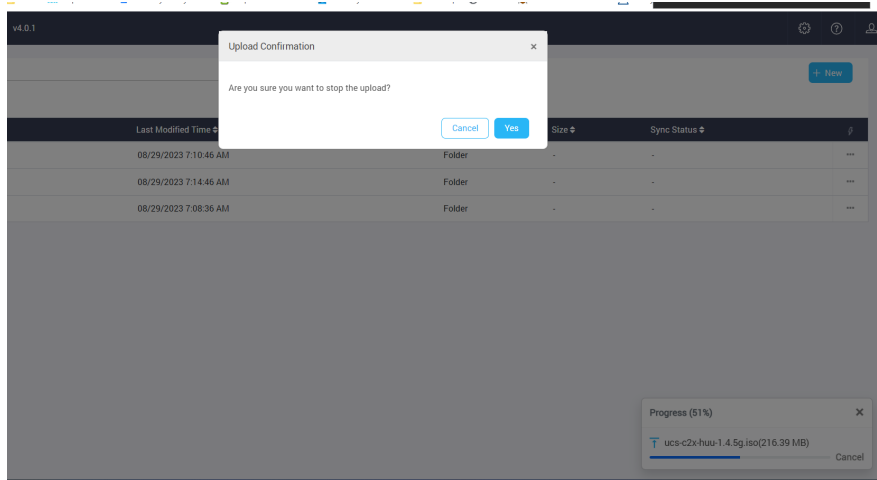 v4.0.1
Upload Confirmation
×
Are you sure you want to stop the upload?
Cancel
Yes
+ New
Last Modified Time
Size
Sync Status
08/29/2023 7:10:46 AM
Folder
-
-
08/29/2023 7:14:46 AM
Folder
-
-
08/29/2023 7:08:36 AM
Folder
-
-
Progress (51%)
ucs-c2x-huu-1.4.5g.iso(216.39 MB)
Cancel